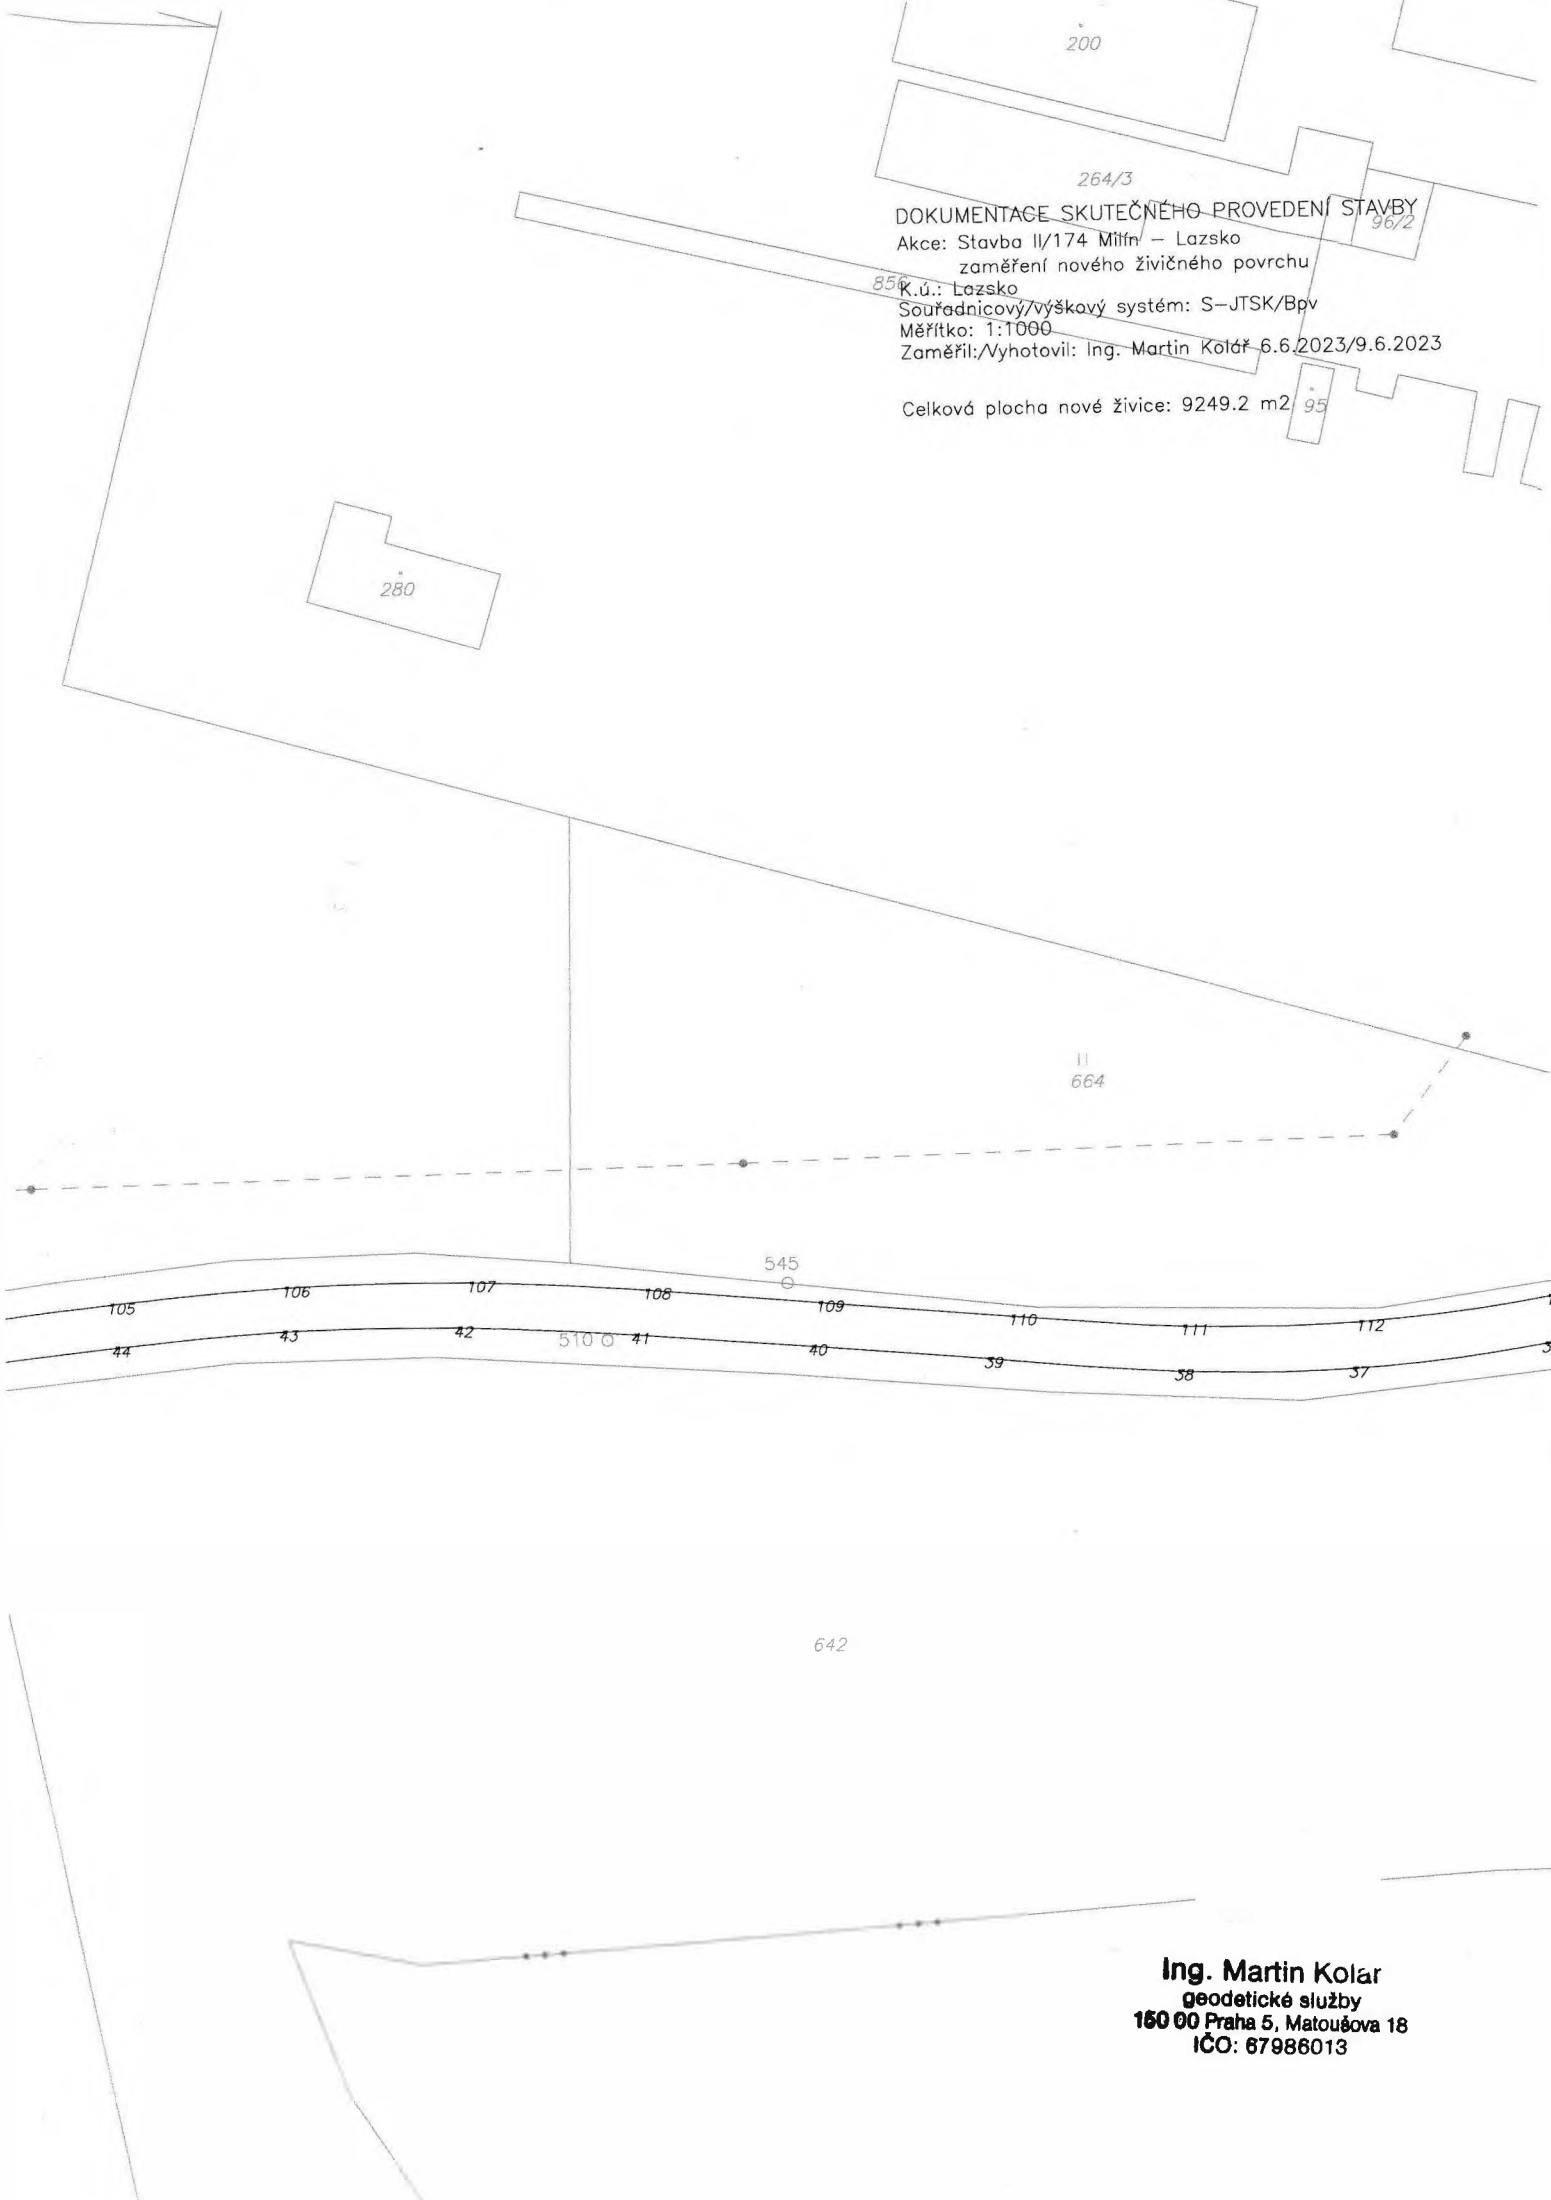 200
264/3
DOKUMENTACE SKUTEČNÉHO PROVEDENÍ STAVBY
96/2
Akce: Stavba II/174 Milín – Lazsko
zaměření nového živičného povrchu
856
K.ú.: Lazsko
Souřadnicový/výškový systém: S–JTSK/Bpv
Měřítko: 1:1000
Zaměřil:/Vyhotovil: Ing. Martin Kolář 6.6.2023/9.6.2023
Celková plocha nové živice: 9249.2 m2
95
280
664
545
105 106 107 108 109 110 111 112
44 43 42 510 41 40 39 38 37
642
Ing. Martin Kolár
geodetické služby
150 00 Praha 5, Matoušova 18
IČO: 67986013